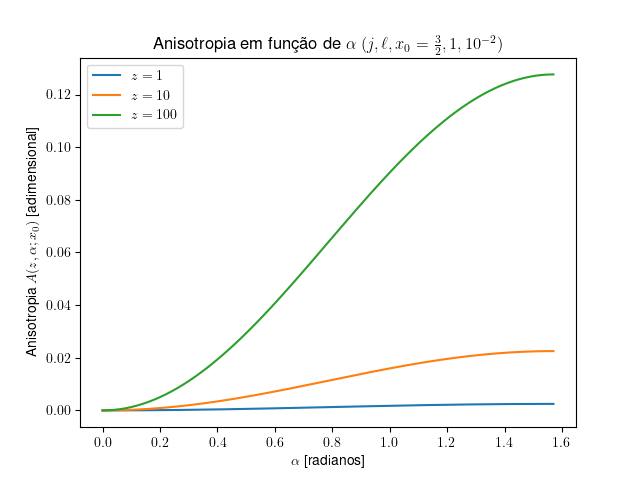 Anisotropia em função de α (j, ℓ, x₀ = 3/2, 1, 10⁻²)
z = 1
z = 10
z = 100
Anisotropia A(z, α; x₀) [adimensional]
0.12
0.10
0.08
0.06
0.04
0.02
0.00
0.0 0.2 0.4 0.6 0.8 1.0 1.2 1.4 1.6
α [radianos]